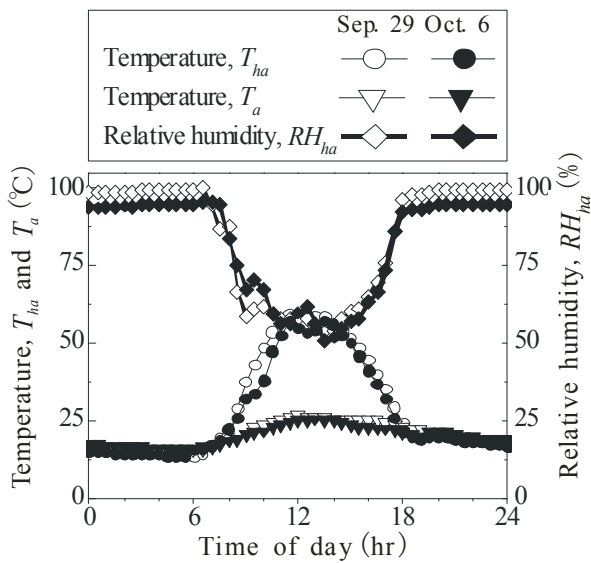 Sep. 29 Oct. 6
Temperature, Tha
Temperature, Ta
Relative humidity, RHha
Temperature, Tha and Ta (℃)
100
75
50
25
0
100
75
50
25
0
Relative humidity, RHha (%)
0 6 12 18 24
Time of day (hr)